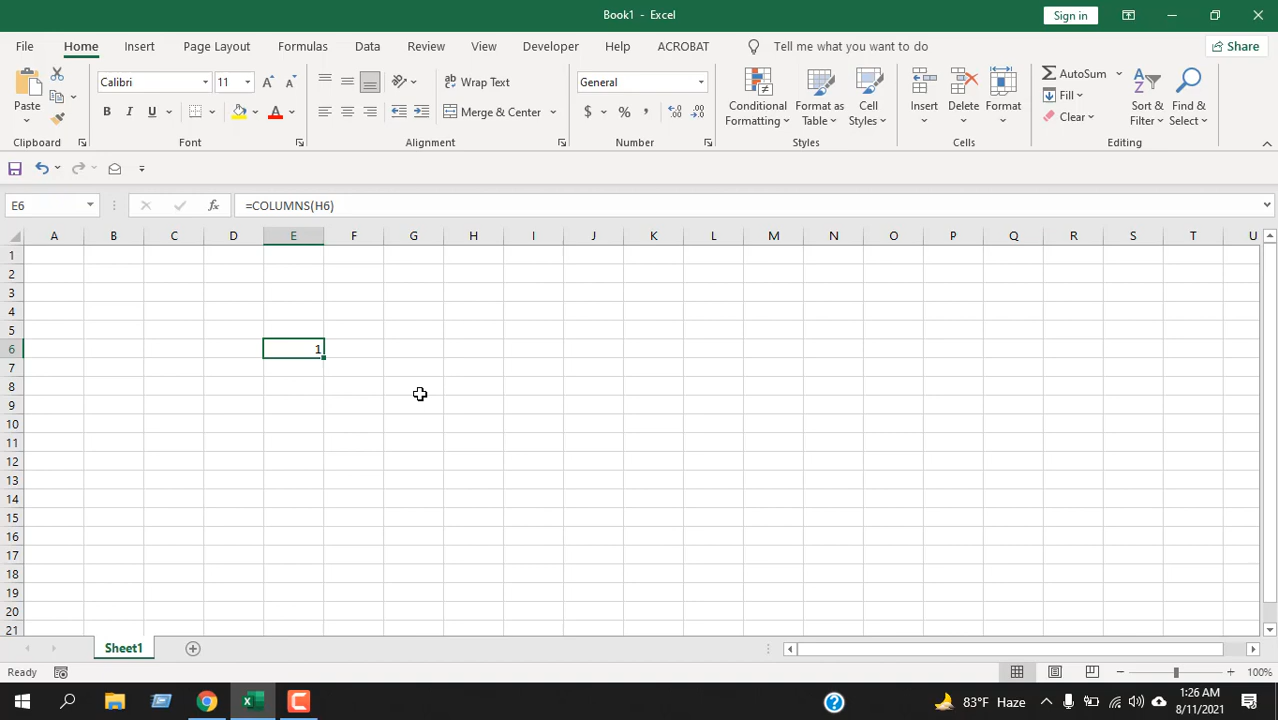 Book1 - Excel
Sign in
File Home Insert Page Layout Formulas Data Review View Developer Help ACROBAT Tell me what you want to do Share
Paste
Calibri 11
B I U A
Wrap Text
Merge & Center
General
$ % ,
Conditional Formatting
Format as Table
Cell Styles
Insert Delete Format
AutoSum
Fill
Clear
Sort & Filter
Find & Select
Clipboard Font Alignment Number Styles Cells Editing
E6 fx =COLUMNS(H6)
A B C D E F G H I J K L M N O P Q R S T U
1
2
3
4
5
6 1
7
8
9
10
11
12
13
14
15
16
17
18
19
20
21
Sheet1
Ready 100%
83°F Haze 1:26 AM
8/11/2021